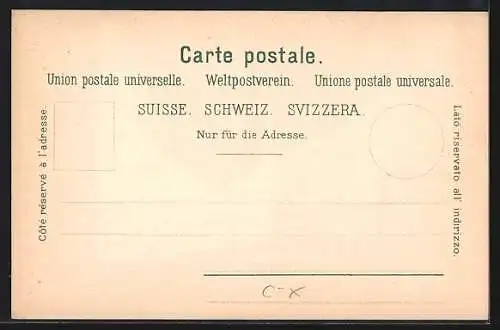 Carte postale.
Union postale universelle. Weltpostverein. Unione postale universale.
SUISSE. SCHWEIZ. SVIZZERA.
Nur für die Adresse.
Côté réservé à l'adresse
Lato riservato all' indirizzo.
C-X